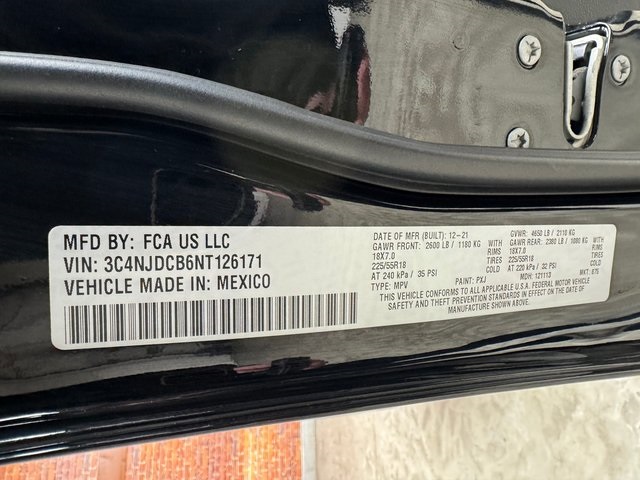 MFD BY: FCA US LLC
VIN: 3C4NJDCB6NT126171
VEHICLE MADE IN: MEXICO
DATE OF MFR (BUILT): 12-21 GVWR: 4650 LB / 2110 KG
GAWR FRONT: 2600 LB / 1180 KG WITH GAWR REAR: 2380 LB / 1080 KG WITH
18X7.0 RIMS 18X7.0 RIMS
225/55R18 TIRES 225/55R18 TIRES
AT 240 kPa / 35 PSI COLD AT 220 kPa / 32 PSI COLD
TYPE: MPV PAINT: PXJ MDH: 121113 MKT: 875
THIS VEHICLE CONFORMS TO ALL APPLICABLE U.S.A. FEDERAL MOTOR VEHICLE
SAFETY AND THEFT PREVENTION STANDARDS IN EFFECT ON THE DATE OF
MANUFACTURE SHOWN ABOVE.